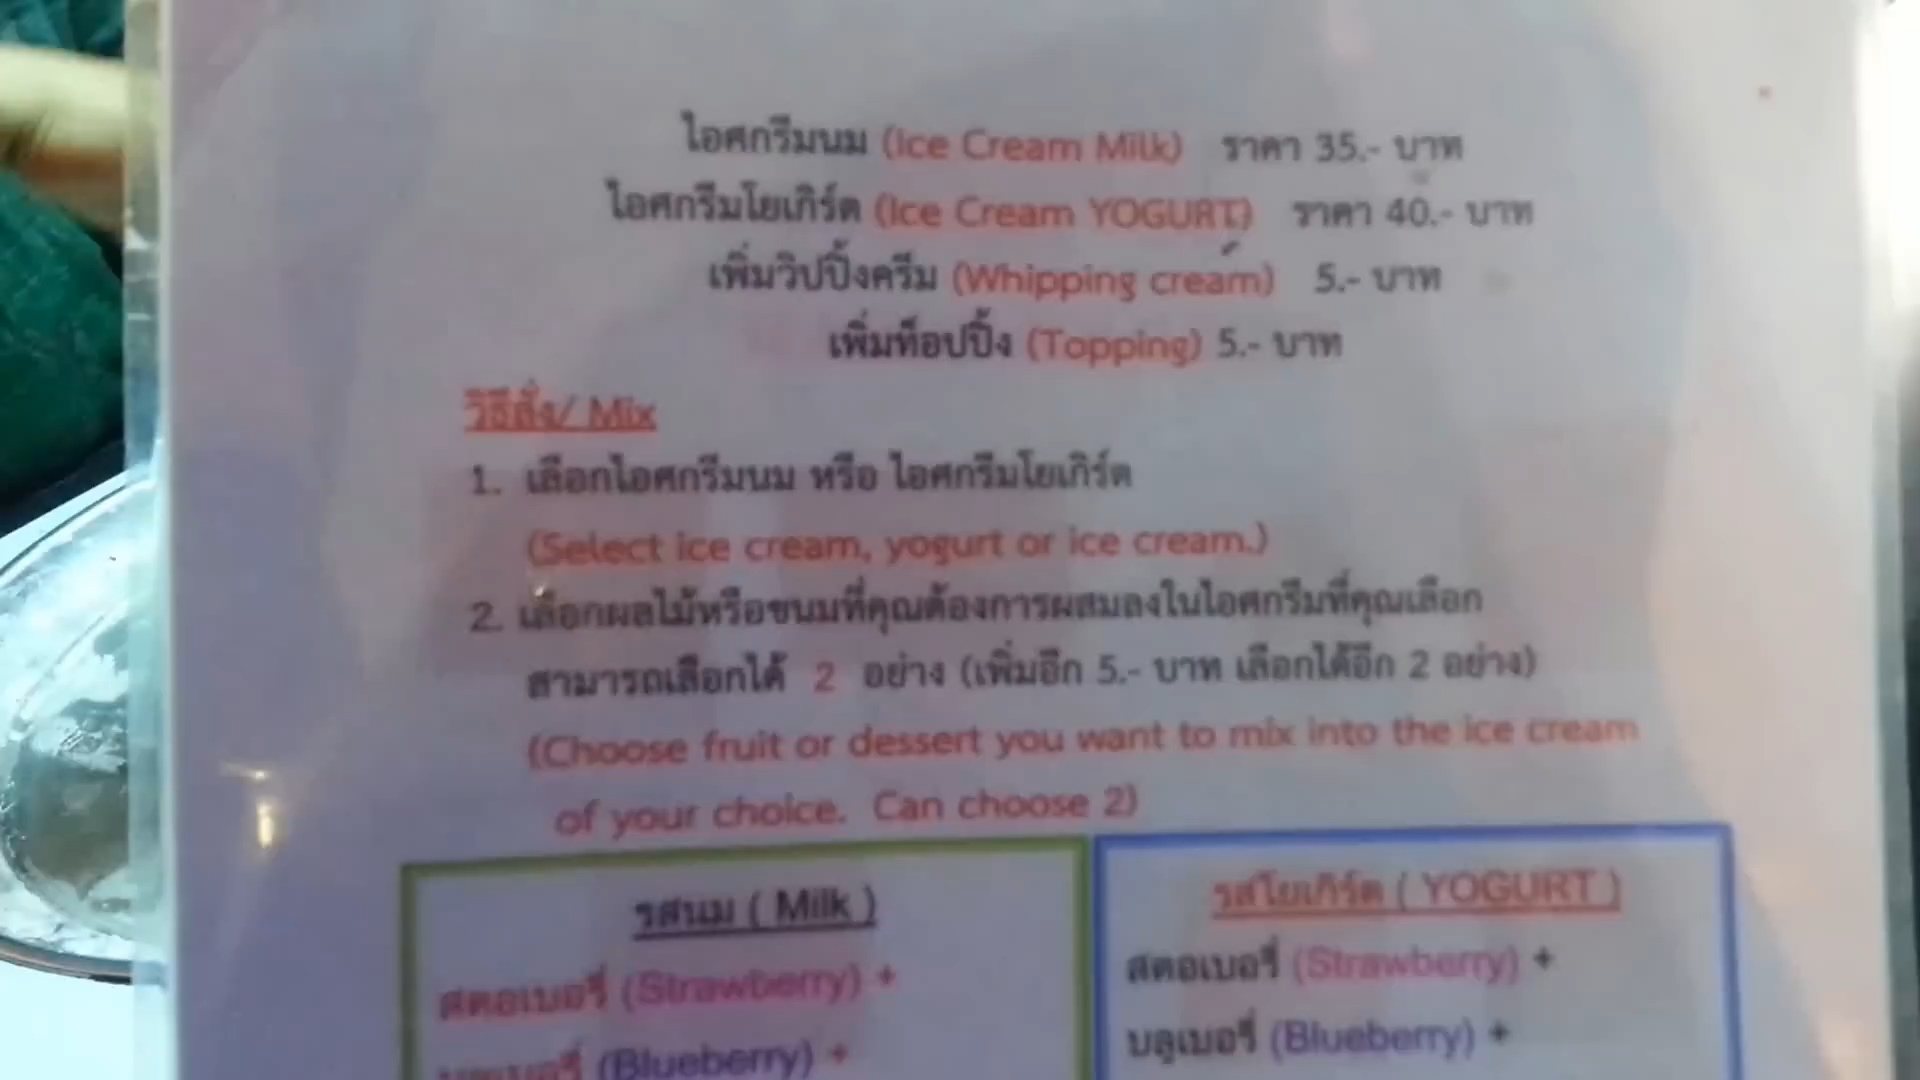 ไอศกรีมนม (Ice Cream Milk) ราคา 35.- บาท
ไอศกรีมโยเกิร์ต (Ice Cream YOGURT) ราคา 40.- บาท
เพิ่มวิปปิ้งครีม (Whipping cream) 5.- บาท
เพิ่มท็อปปิ้ง (Topping) 5.- บาท
วิธีสั่ง/ Mix
1. เลือกไอศกรีมนม หรือ ไอศกรีมโยเกิร์ต
(Select ice cream, yogurt or ice cream.)
2. เลือกผลไม้หรือขนมที่คุณต้องการผสมลงในไอศกรีมที่คุณเลือก
สามารถเลือกได้ 2 อย่าง (เพิ่มอีก 5.- บาท เลือกได้อีก 2 อย่าง)
(Choose fruit or dessert you want to mix into the ice cream
of your choice. Can choose 2)
รสนม ( Milk )
สตอเบอรี่ (Strawberry) +
บลูเบอรี่ (Blueberry) +
รสโยเกิร์ต ( YOGURT )
สตอเบอรี่ (Strawberry) +
บลูเบอรี่ (Blueberry) +